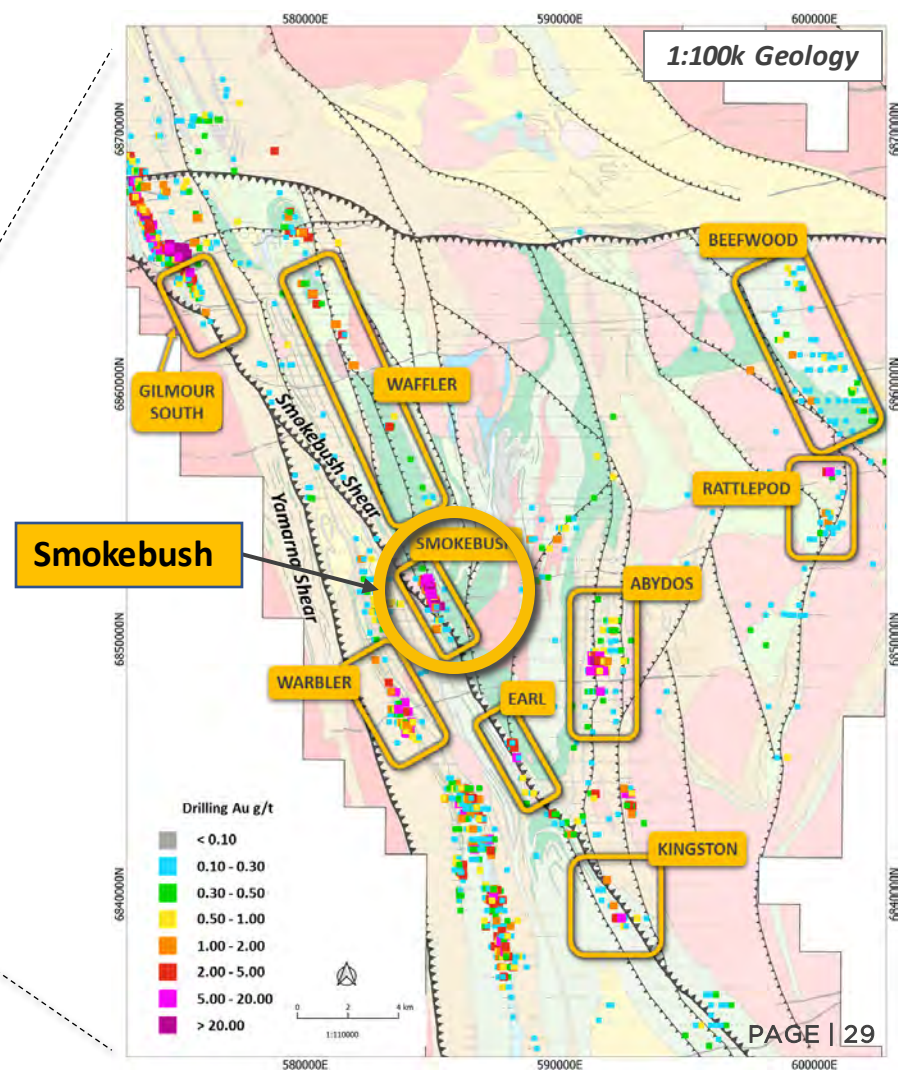 580000E
590000E
600000E
1:100k Geology
6870000N
6870000N
BEEFWOOD
GILMOUR
SOUTH
WAFFLER
6860000N
6860000N
Smokebush Shear
RATTLEPOD
Yamarna Shear
Smokebush
SMOKEBUSH
ABYDOS
6850000N
6850000N
WARBLER
EARL
Drilling Au g/t
< 0.10
0.10 - 0.30
0.30 - 0.50
0.50 - 1.00
1.00 - 2.00
2.00 - 5.00
5.00 - 20.00
> 20.00
KINGSTON
6840000N
6840000N
0 2 4 km
1:110000
PAGE | 29
580000E
590000E
600000E